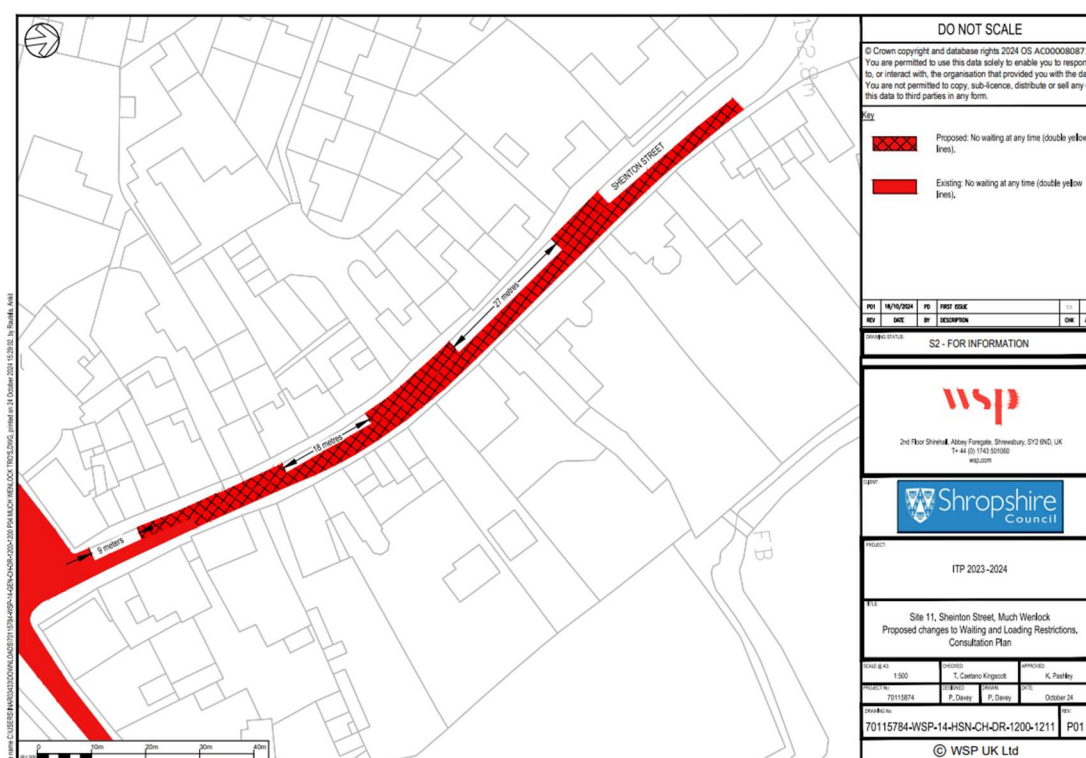 152.8m
SHEINTON STREET
27 metres
18 metres
9 meters
FB
0 10m 20m 30m 40m
DO NOT SCALE
© Crown copyright and database rights 2024 OS AC000080871
You are permitted to use this data solely to enable you to respon
to, or interact with, the organisation that provided you with the da
You are not permitted to copy, sub-licence, distribute or sell any
this data to third parties in any form.
Key
Proposed: No waiting at any time (double yellow
lines).
Existing: No waiting at any time (double yellow
lines).
P01 18/10/2024 PD FIRST ISSUE
REV DATE BY DESCRIPTION CHK
DRAWING STATUS:
S2 - FOR INFORMATION
wsp
2nd Floor Shirehall, Abbey Foregate, Shrewsbury, SY2 6ND, UK
T+ 44 (0) 1743 501060
wsp.com
CLIENT:
Shropshire
Council
PROJECT:
ITP 2023 -2024
TITLE:
Site 11, Sheinton Street, Much Wenlock
Proposed changes to Waiting and Loading Restrictions,
Consultation Plan
SCALE @ A3: CHECKED: APPROVED:
1:500 T. Caetano Kingscott K. Pashley
PROJECT No: DESIGNED: DRAWN: DATE:
70115874 P. Davey P. Davey October 24
DRAWING No: REV:
70115784-WSP-14-HSN-CH-DR-1200-1211 P01
© WSP UK Ltd